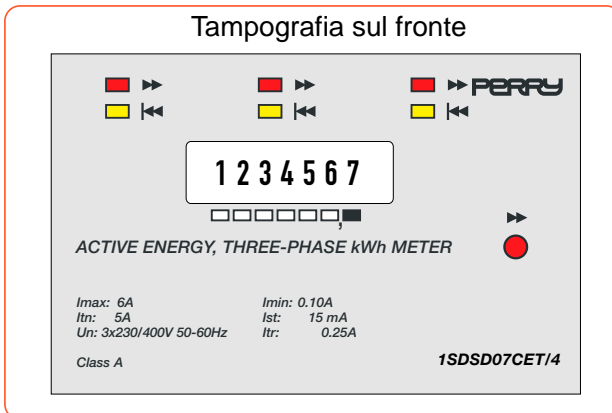 Tampografia sul fronte
PERRY
1234567
,
ACTIVE ENERGY, THREE-PHASE kWh METER
Imax: 6A
Itn: 5A
Un: 3x230/400V 50-60Hz
Imin: 0.10A
Ist: 15 mA
Itr: 0.25A
Class A
1SDSD07CET/4